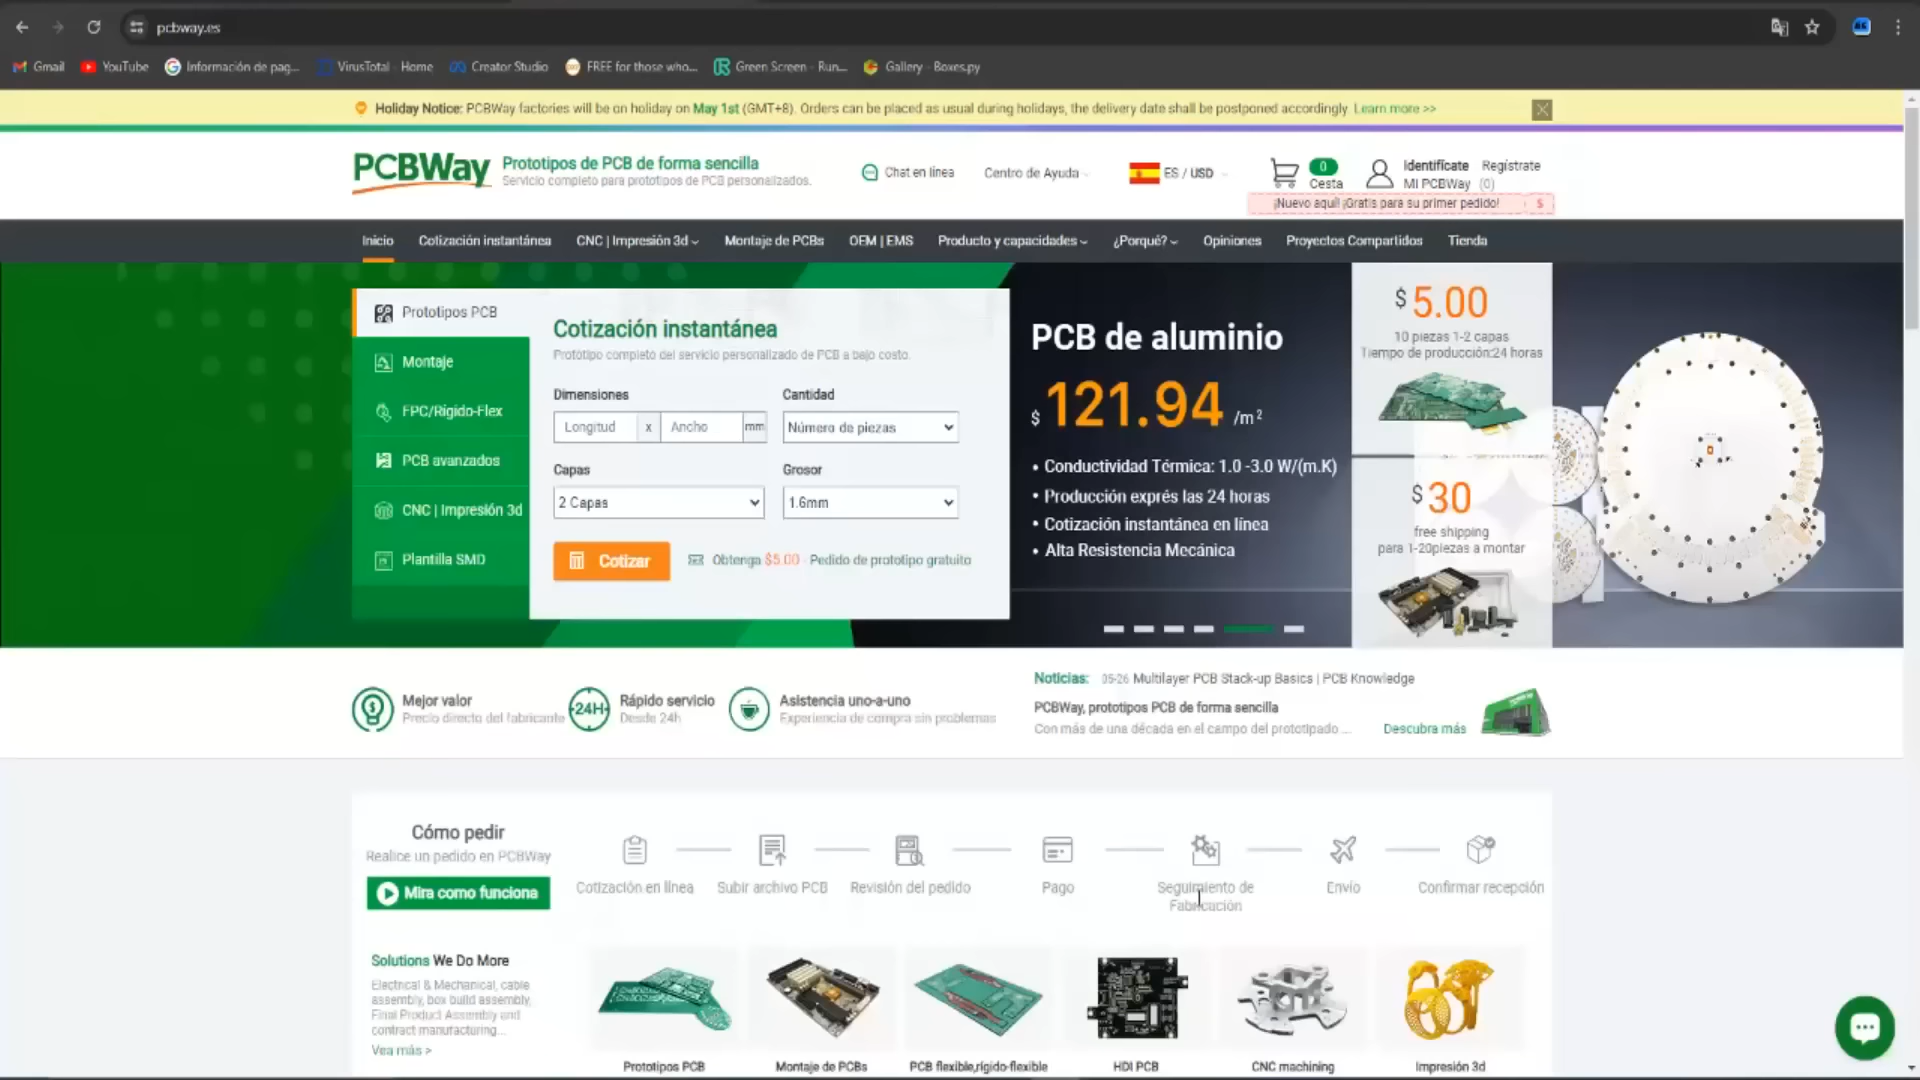 pcbway.es
Gmail
YouTube
Información de pag...
VirusTotal - Home
Creator Studio
FREE for those who...
Green Screen - Run...
Gallery - Boxes.py
Holiday Notice: PCBWay factories will be on holiday on May 1st (GMT+8). Orders can be placed as usual during holidays, the delivery date shall be postponed accordingly. Learn more >>
PCBWay
Prototipos de PCB de forma sencilla
Servicio completo para prototipos de PCB personalizados.
Chat en línea
Centro de Ayuda
ES / USD
0
Cesta
Identifícate Regístrate
Mi PCBWay (0)
¡Nuevo aquí! ¡Gratis para su primer pedido! $
Inicio
Cotización instantánea
CNC | Impresión 3d
Montaje de PCBs
OEM | EMS
Producto y capacidades
¿Porqué?
Opiniones
Proyectos Compartidos
Tienda
Prototipos PCB
Montaje
FPC/Rigido-Flex
PCB avanzados
CNC | Impresión 3d
Plantilla SMD
Cotización instantánea
Prototipo completo del servicio personalizado de PCB a bajo costo.
Dimensiones
Cantidad
Longitud x Ancho mm
Número de piezas
Capas
Grosor
2 Capas
1.6mm
Cotizar
Obtenga $5.00 - Pedido de prototipo gratuito
PCB de aluminio
$ 121.94 /m²
• Conductividad Térmica: 1.0 -3.0 W/(m.K)
• Producción exprés las 24 horas
• Cotización instantánea en línea
• Alta Resistencia Mecánica
$ 5.00
10 piezas 1-2 capas
Tiempo de producción:24 horas
$ 30
free shipping
para 1-20piezas a montar
Mejor valor
Precio directo del fabricante
24H
Rápido servicio
Desde 24h
Asistencia uno-a-uno
Experiencia de compra sin problemas
Noticias: 05-26 Multilayer PCB Stack-up Basics | PCB Knowledge
PCBWay, prototipos PCB de forma sencilla
Con más de una década en el campo del prototipado ...
Descubra más
Cómo pedir
Realice un pedido en PCBWay
Mira como funciona
Cotización en línea
Subir archivo PCB
Revisión del pedido
Pago
Seguimiento de
Fabricación
Envío
Confirmar recepción
Solutions We Do More
Electrical & Mechanical, cable
assembly, box build assembly,
Final Product Assembly and
contract manufacturing...
Vea más >
Prototipos PCB
Montaje de PCBs
PCB flexible,rígido-flexible
HDI PCB
CNC machining
Impresión 3d